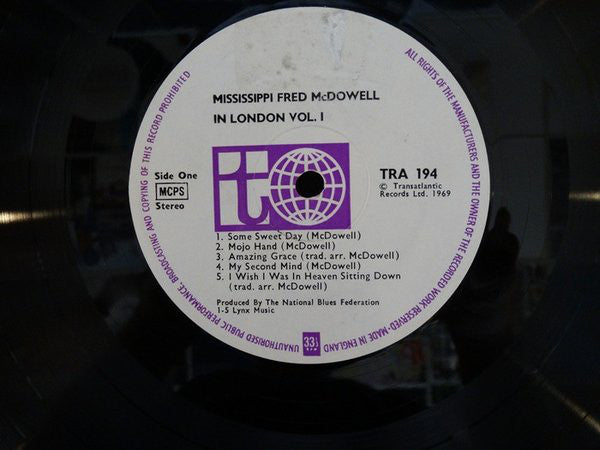 MISSISSIPPI FRED McDOWELL
IN LONDON VOL. I
Side One
MCPS
Stereo
it
TRA 194
© Transatlantic
Records Ltd. 1969
1. Some Sweet Day (McDowell)
2. Mojo Hand (McDowell)
3. Amazing Grace (trad. arr. McDowell)
4. My Second Mind (McDowell)
5. I Wish I Was In Heaven Sitting Down
(trad. arr. McDowell)
Produced By The National Blues Federation
1-5 Lynx Music
ALL RIGHTS OF THE MANUFACTURERS AND THE OWNER OF THE RECORDED WORK RESERVED-MADE IN ENGLAND
33⅓
UNAUTHORISED PUBLIC PERFORMANCE, BROADCASTING AND COPYING OF THIS RECORD PROHIBITED